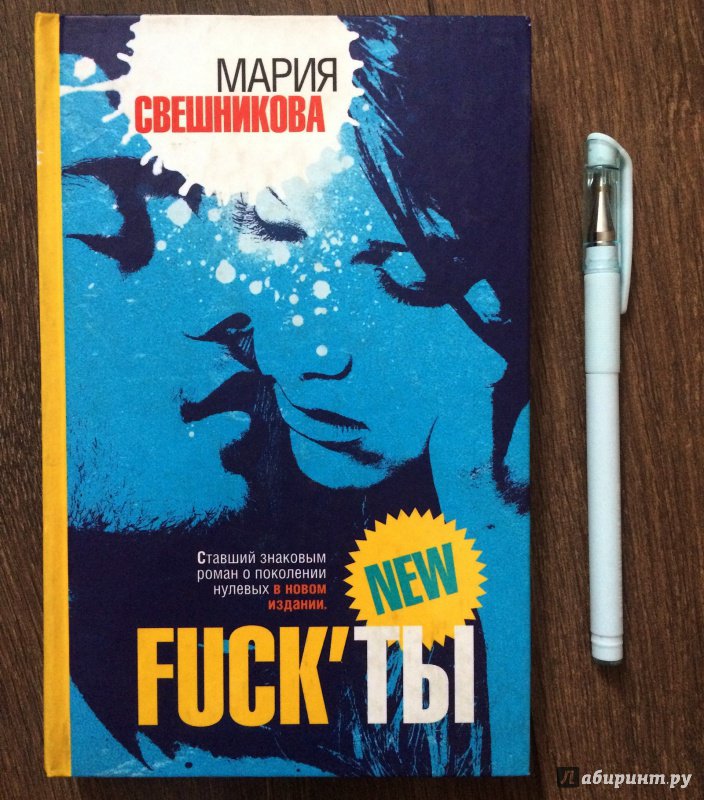 МАРИЯ
СВЕШНИКОВА
Ставший знаковым
роман о поколении
нулевых в новом
издании.
NEW
FUCK'ТЫ
Лабиринт.ру